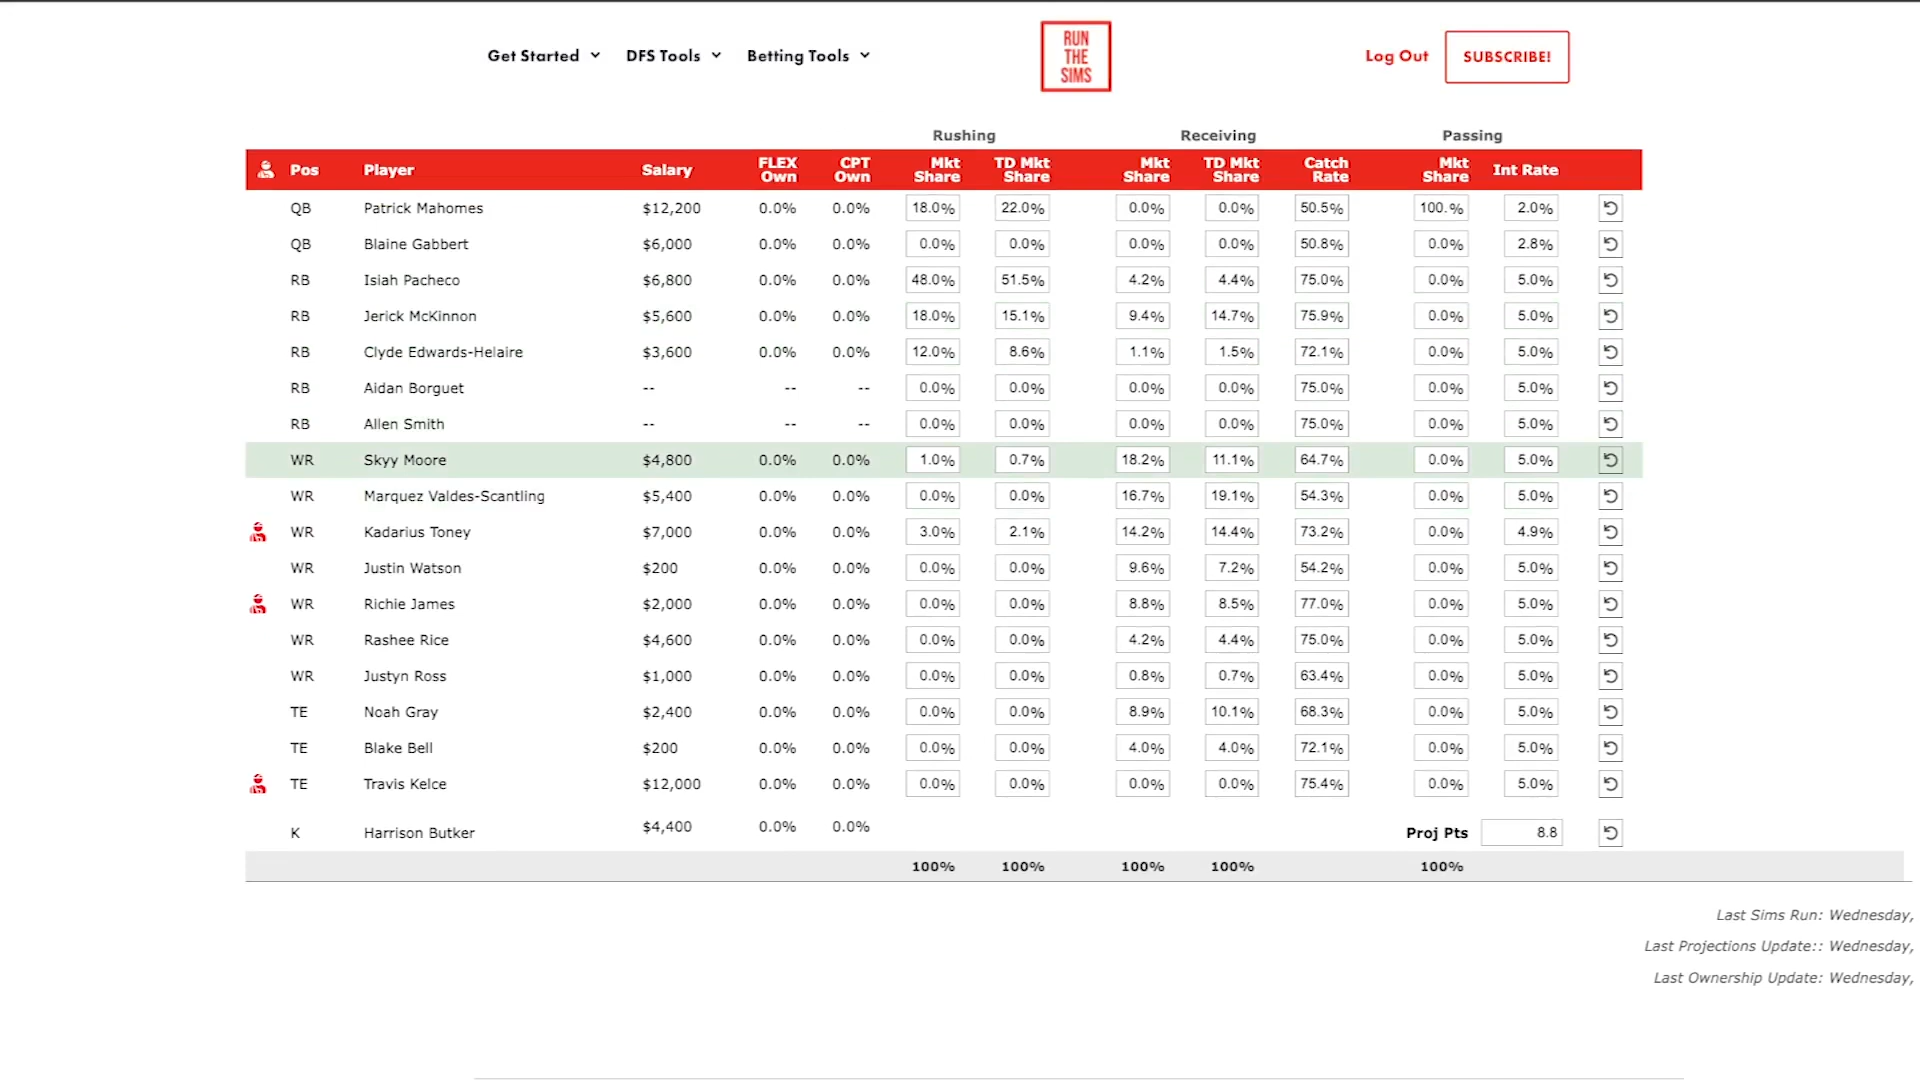 Get Started DFS Tools Betting Tools
RUN
THE
SIMS
Log Out SUBSCRIBE!
Rushing Receiving Passing
Pos Player Salary FLEX Own CPT Own Mkt Share TD Mkt Share Mkt Share TD Mkt Share Catch Rate Mkt Share Int Rate
QB Patrick Mahomes $12,200 0.0% 0.0% 18.0% 22.0% 0.0% 0.0% 50.5% 100.% 2.0%
QB Blaine Gabbert $6,000 0.0% 0.0% 0.0% 0.0% 0.0% 0.0% 50.8% 0.0% 2.8%
RB Isiah Pacheco $6,800 0.0% 0.0% 48.0% 51.5% 4.2% 4.4% 75.0% 0.0% 5.0%
RB Jerick McKinnon $5,600 0.0% 0.0% 18.0% 15.1% 9.4% 14.7% 75.9% 0.0% 5.0%
RB Clyde Edwards-Helaire $3,600 0.0% 0.0% 12.0% 8.6% 1.1% 1.5% 72.1% 0.0% 5.0%
RB Aidan Borguet -- -- -- 0.0% 0.0% 0.0% 0.0% 75.0% 0.0% 5.0%
RB Allen Smith -- -- -- 0.0% 0.0% 0.0% 0.0% 75.0% 0.0% 5.0%
WR Skyy Moore $4,800 0.0% 0.0% 1.0% 0.7% 18.2% 11.1% 64.7% 0.0% 5.0%
WR Marquez Valdes-Scantling $5,400 0.0% 0.0% 0.0% 0.0% 16.7% 19.1% 54.3% 0.0% 5.0%
WR Kadarius Toney $7,000 0.0% 0.0% 3.0% 2.1% 14.2% 14.4% 73.2% 0.0% 4.9%
WR Justin Watson $200 0.0% 0.0% 0.0% 0.0% 9.6% 7.2% 54.2% 0.0% 5.0%
WR Richie James $2,000 0.0% 0.0% 0.0% 0.0% 8.8% 8.5% 77.0% 0.0% 5.0%
WR Rashee Rice $4,600 0.0% 0.0% 0.0% 0.0% 4.2% 4.4% 75.0% 0.0% 5.0%
WR Justyn Ross $1,000 0.0% 0.0% 0.0% 0.0% 0.8% 0.7% 63.4% 0.0% 5.0%
TE Noah Gray $2,400 0.0% 0.0% 0.0% 0.0% 8.9% 10.1% 68.3% 0.0% 5.0%
TE Blake Bell $200 0.0% 0.0% 0.0% 0.0% 4.0% 4.0% 72.1% 0.0% 5.0%
TE Travis Kelce $12,000 0.0% 0.0% 0.0% 0.0% 0.0% 0.0% 75.4% 0.0% 5.0%
K Harrison Butker $4,400 0.0% 0.0% Proj Pts 8.8
100% 100% 100% 100% 100%
Last Sims Run: Wednesday,
Last Projections Update:: Wednesday,
Last Ownership Update: Wednesday,